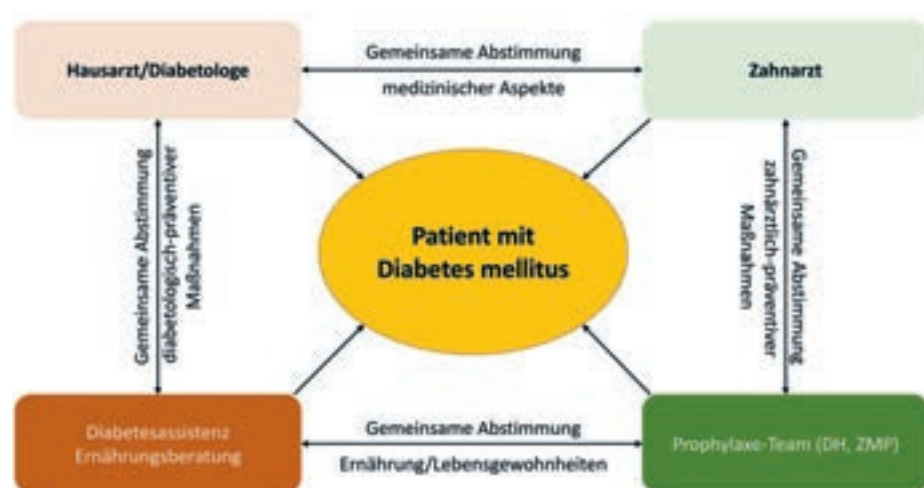 Hausarzt/Diabetologe
Gemeinsame Abstimmung
medizinischer Aspekte
Zahnarzt
Gemeinsame Abstimmung
diabetologisch-präventiver
Maßnahmen
Patient mit
Diabetes mellitus
Gemeinsame Abstimmung
zahnärztlich-präventiver
Maßnahmen
Diabetesassistenz
Ernährungsberatung
Gemeinsame Abstimmung
Ernährung/Lebensgewohnheiten
Prophylaxe-Team (DH, ZMP)